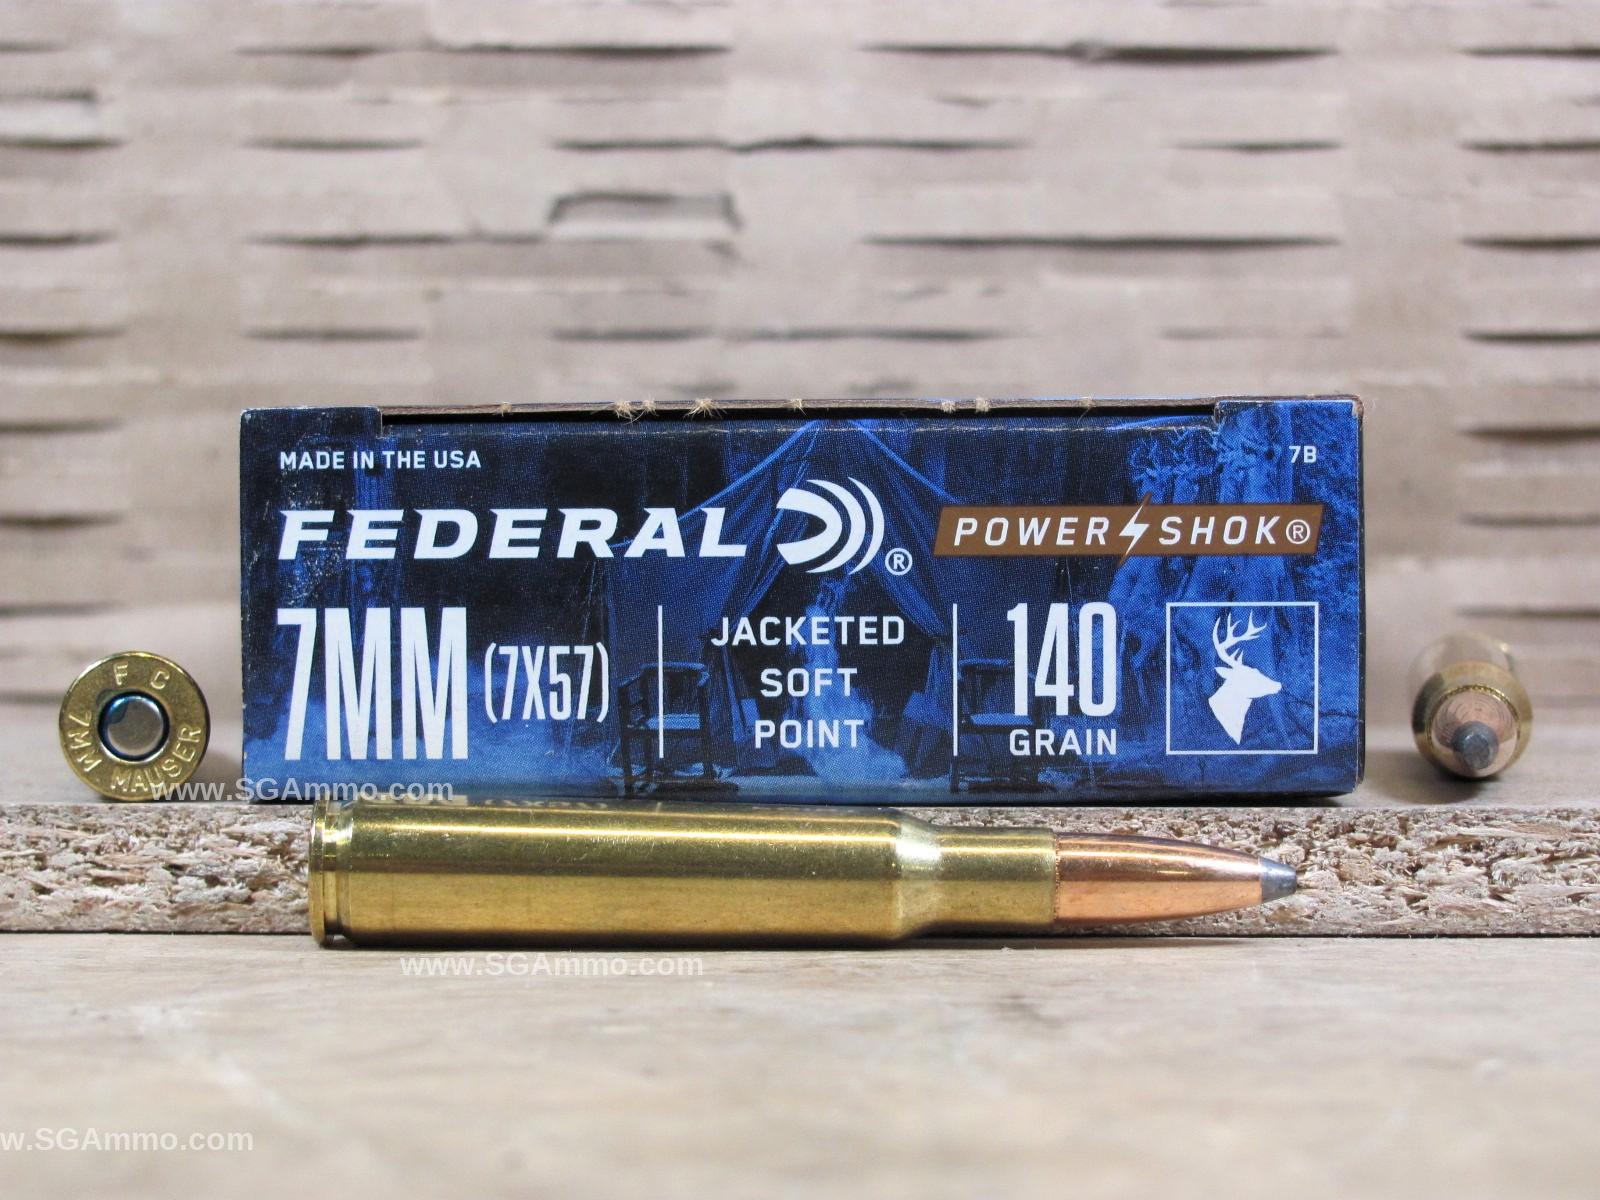 MADE IN THE USA
7B
FEDERAL®
POWER SHOK®
7MM (7X57)
JACKETED
SOFT
POINT
140
GRAIN
F C
7MM MAUSER
www.SGAmmo.com
www.SGAmmo.com
w.SGAmmo.com